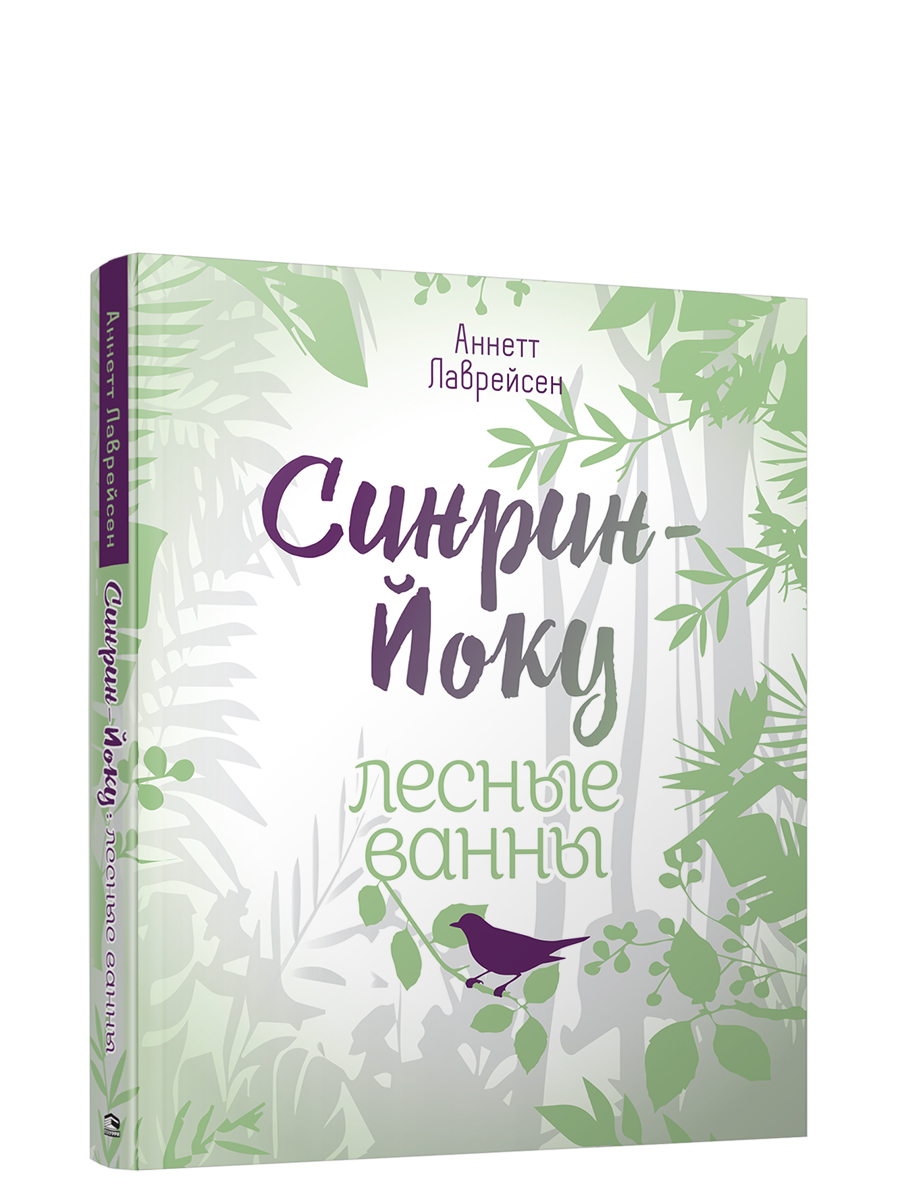 Аннетт
Лаврейсен
Синрин-
Йоку
лесные
ванны
Аннетт Лаврейсен Синрин-Йоку: лесные ванны